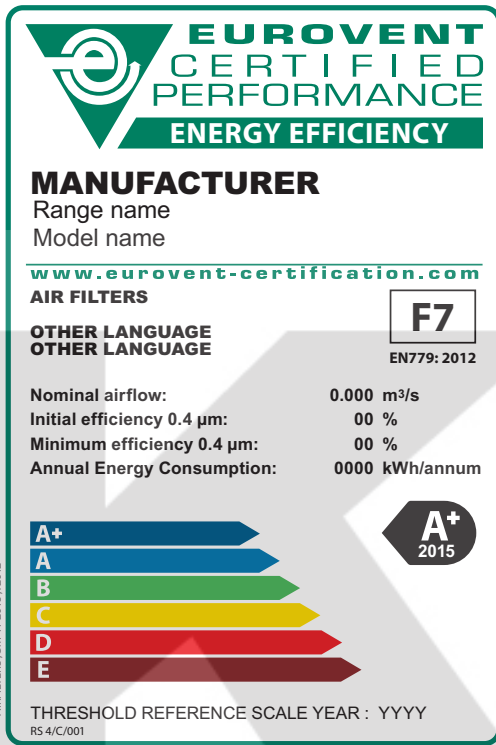 EUROVENT
CERTIFIED
PERFORMANCE
ENERGY EFFICIENCY
MANUFACTURER
Range name
Model name
www.eurovent-certification.com
AIR FILTERS
OTHER LANGUAGE
OTHER LANGUAGE
F7
EN779: 2012
Nominal airflow: 0.000 m3/s
Initial efficiency 0.4 µm: 00 %
Minimum efficiency 0.4 µm: 00 %
Annual Energy Consumption: 0000 kWh/annum
A+
A
B
C
D
E
A+
2015
THRESHOLD REFERENCE SCALE YEAR : YYYY
RS 4/C/001